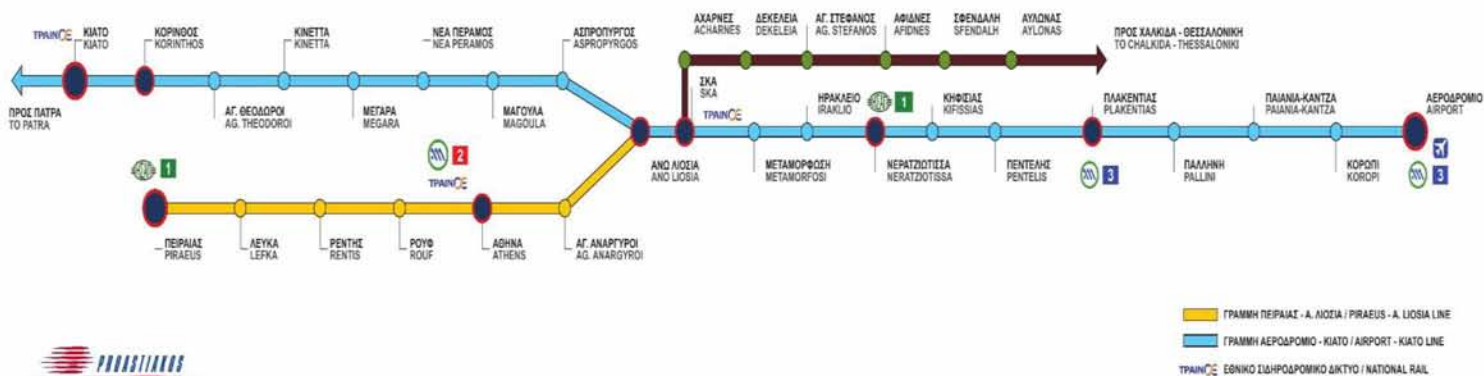 ΑΧΑΡΝΕΣ
ACHARNES
ΔΕΚΕΛΕΙΑ
DEKELEIA
ΑΓ. ΣΤΕΦΑΝΟΣ
AG. STEFANOS
ΑΦΙΔΝΕΣ
AFIDNES
ΣΦΕΝΔΑΛΗ
SFENDALH
ΑΥΛΩΝΑΣ
AYLONAS
ΠΡΟΣ ΧΑΛΚΙΔΑ - ΘΕΣΣΑΛΟΝΙΚΗ
TO CHALKIDA - THESSALONIKI
ΤΡΑΙΝΟΣΕ
ΚΙΑΤΟ
KIATO
ΚΟΡΙΝΘΟΣ
KORINTHOS
ΚΙΝΕΤΤΑ
KINETTA
ΝΕΑ ΠΕΡΑΜΟΣ
NEA PERAMOS
ΑΣΠΡΟΠΥΡΓΟΣ
ASPROPYRGOS
ΠΡΟΣ ΠΑΤΡΑ
TO PATRA
ΑΓ. ΘΕΟΔΩΡΟΙ
AG. THEODOROI
ΜΕΓΑΡΑ
MEGARA
ΜΑΓΟΥΛΑ
MAGOULA
ΣΚΑ
SKA
ΤΡΑΙΝΟΣΕ
ΗΡΑΚΛΕΙΟ
IRAKLIO
1
ΚΗΦΙΣΙΑΣ
KIFISSIAS
ΠΛΑΚΕΝΤΙΑΣ
PLAKENTIAS
ΠΑΙΑΝΙΑ-ΚΑΝΤΖΑ
PAIANIA-KANTZA
ΑΕΡΟΔΡΟΜΙΟ
AIRPORT
ΑΝΩ ΛΙΟΣΙΑ
ANO LIOSIA
ΜΕΤΑΜΟΡΦΩΣΗ
METAMORFOSI
ΝΕΡΑΤΖΙΩΤΙΣΣΑ
NERATZIOTISSA
ΠΕΝΤΕΛΗΣ
PENTELIS
3
ΠΑΛΛΗΝΗ
PALLINI
ΚΟΡΩΠΙ
KOROPI
3
1
2
ΤΡΑΙΝΟΣΕ
ΠΕΙΡΑΙΑΣ
PIRAEUS
ΛΕΥΚΑ
LEFKA
ΡΕΝΤΗΣ
RENTIS
ΡΟΥΦ
ROUF
ΑΘΗΝΑ
ATHENS
ΑΓ. ΑΝΑΡΓΥΡΟΙ
AG. ANARGYROI
ΓΡΑΜΜΗ ΠΕΙΡΑΙΑΣ - Α. ΛΙΟΣΙΑ / PIRAEUS - A. LIOSIA LINE
ΓΡΑΜΜΗ ΑΕΡΟΔΡΟΜΙΟ - ΚΙΑΤΟ / AIRPORT - KIATO LINE
ΤΡΑΙΝΟΣΕ ΕΘΝΙΚΟ ΣΙΔΗΡΟΔΡΟΜΙΚΟ ΔΙΚΤΥΟ / NATIONAL RAIL
PROASTIAKOS